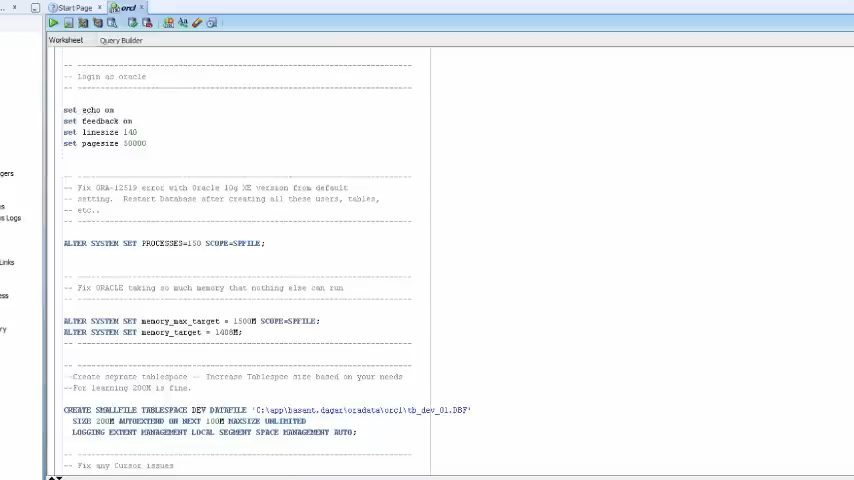 Start Page
orcl
Worksheet Query Builder
-- -----------------------------------------------------------
-- Login as oracle
-- -----------------------------------------------------------
set echo on
set feedback on
set linesize 140
set pagesize 50000
-- -----------------------------------------------------------
-- Fix ORA-12519 error with Oracle 10g XE version from default
-- setting.  Restart Database after creating all these users, tables,
-- etc..
-- -----------------------------------------------------------
ALTER SYSTEM SET PROCESSES=150 SCOPE=SPFILE;
-- -----------------------------------------------------------
-- Fix ORACLE taking so much memory that nothing else can run
-- -----------------------------------------------------------
ALTER SYSTEM SET memory_max_target = 1500M SCOPE=SPFILE;
ALTER SYSTEM SET memory_target = 1408M;
-- -----------------------------------------------------------
-- -----------------------------------------------------------
--Create seprate tablespace -- Increase Tablespce size based on your needs
--For learning 200M is fine.
CREATE SMALLFILE TABLESPACE DEV DATAFILE 'C:\app\basant.dagar\oradata\orcl\tb_dev_01.DBF'
SIZE 200M AUTOEXTEND ON NEXT 100M MAXSIZE UNLIMITED
LOGGING EXTENT MANAGEMENT LOCAL SEGMENT SPACE MANAGEMENT AUTO;
-- -----------------------------------------------------------
-- Fix any Cursor issues
gers
s Logs
Links